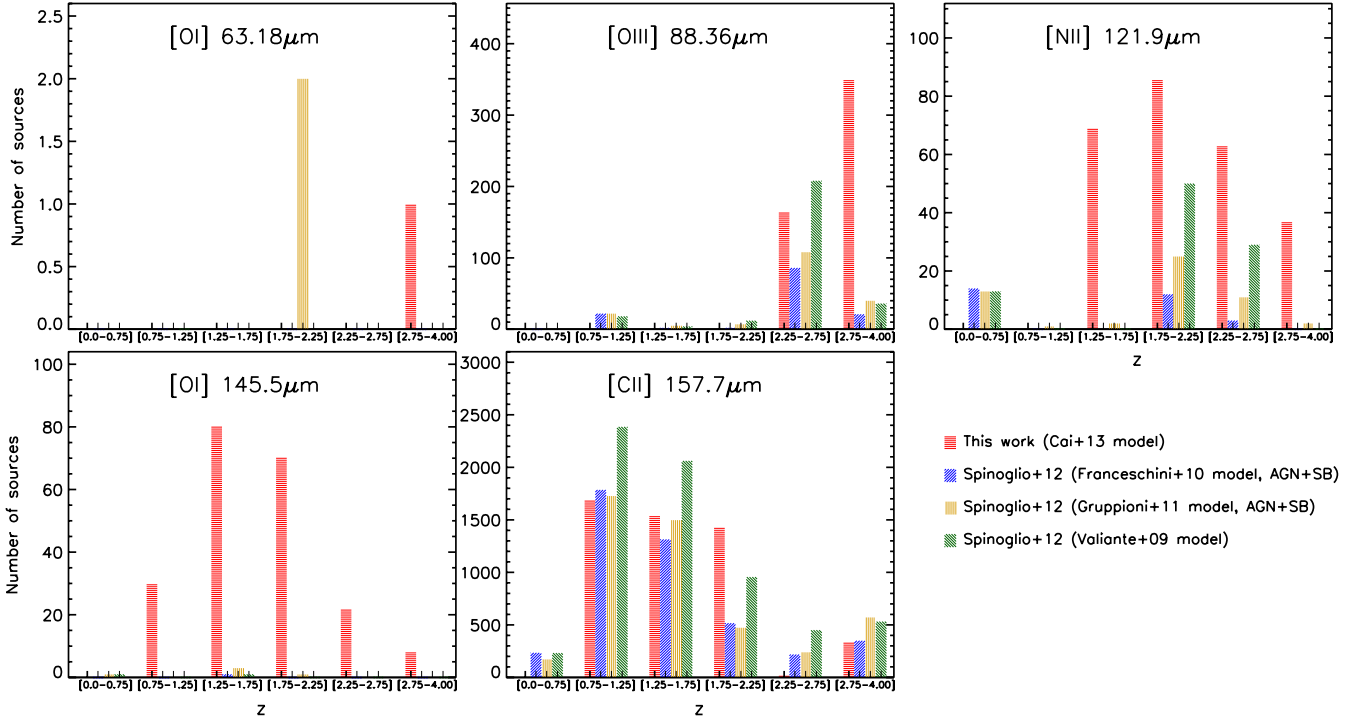 [OI] 63.18μm
Number of sources
2.5
2.0
1.5
1.0
0.5
0.0
[0.0−0.75] [0.75−1.25] [1.25−1.75] [1.75−2.25] [2.25−2.75] [2.75−4.00]
[OIII] 88.36μm
400
300
200
100
0
[0.0−0.75] [0.75−1.25] [1.25−1.75] [1.75−2.25] [2.25−2.75] [2.75−4.00]
[NII] 121.9μm
100
80
60
40
20
0
[0.0−0.75] [0.75−1.25] [1.25−1.75] [1.75−2.25] [2.25−2.75] [2.75−4.00]
z
[OI] 145.5μm
Number of sources
100
80
60
40
20
0
[0.0−0.75] [0.75−1.25] [1.25−1.75] [1.75−2.25] [2.25−2.75] [2.75−4.00]
z
[CII] 157.7μm
3000
2500
2000
1500
1000
500
0
[0.0−0.75] [0.75−1.25] [1.25−1.75] [1.75−2.25] [2.25−2.75] [2.75−4.00]
z
This work (Cai+13 model)
Spinoglio+12 (Franceschini+10 model, AGN+SB)
Spinoglio+12 (Gruppioni+11 model, AGN+SB)
Spinoglio+12 (Valiante+09 model)